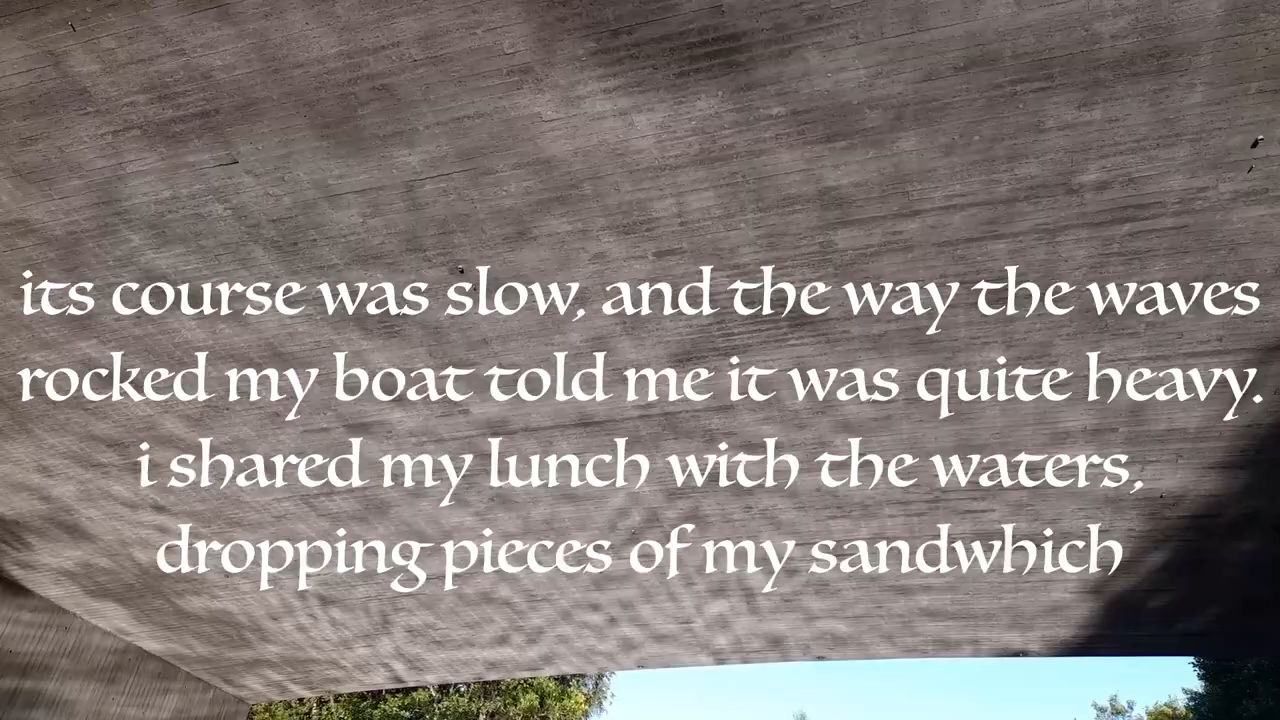 its course was slow, and the way the waves
rocked my boat told me it was quite heavy.
i shared my lunch with the waters,
dropping pieces of my sandwhich